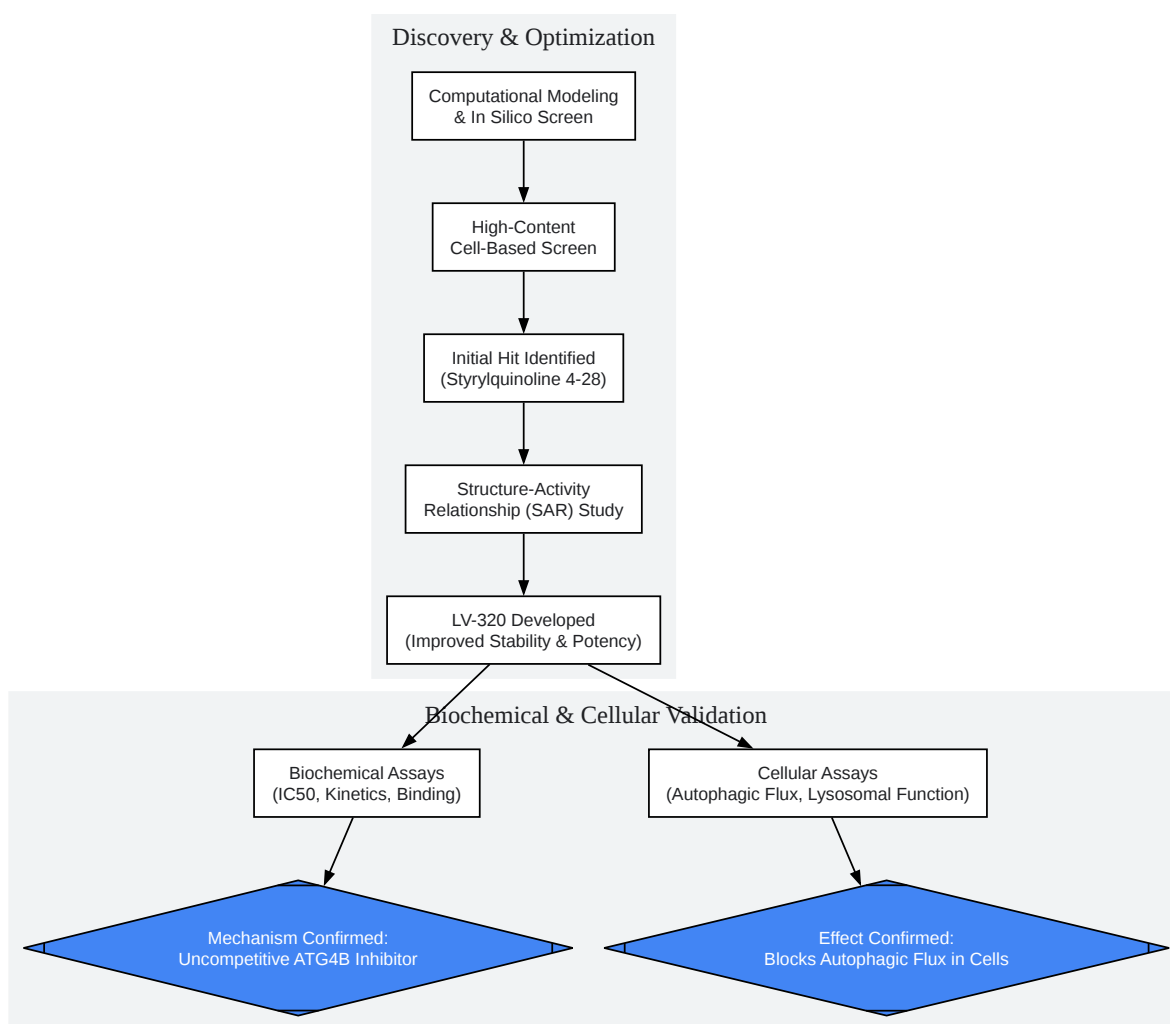 Discovery & Optimization
Computational Modeling
& In Silico Screen
High-Content
Cell-Based Screen
Initial Hit Identified
(Styrylquinoline 4-28)
Structure-Activity
Relationship (SAR) Study
LV-320 Developed
(Improved Stability & Potency)
Biochemical & Cellular Validation
Biochemical Assays
(IC50, Kinetics, Binding)
Cellular Assays
(Autophagic Flux, Lysosomal Function)
Mechanism Confirmed:
Uncompetitive ATG4B Inhibitor
Effect Confirmed:
Blocks Autophagic Flux in Cells